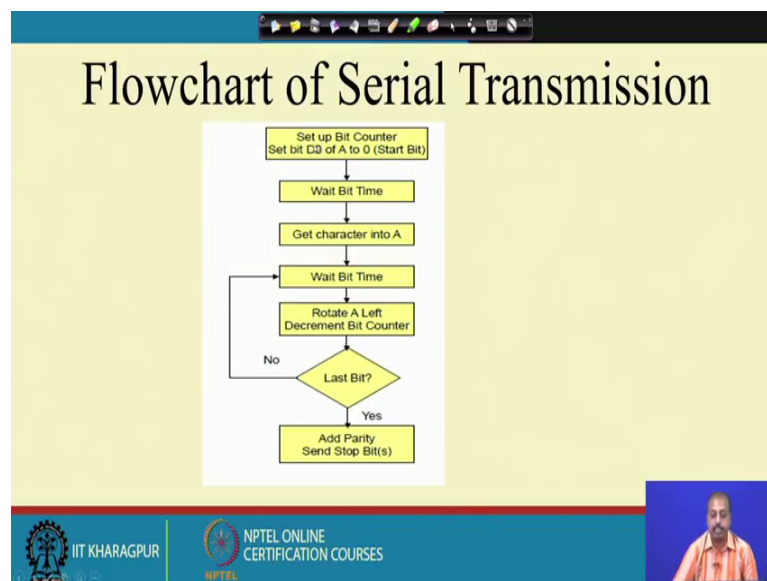 Flowchart of Serial Transmission
Set up Bit Counter
Set bit D0 of A to 0 (Start Bit)
Wait Bit Time
Get character into A
Wait Bit Time
Rotate A Left
Decrement Bit Counter
No
Last Bit?
Yes
Add Parity
Send Stop Bit(s)
IIT KHARAGPUR
NPTEL
NPTEL ONLINE
CERTIFICATION COURSES